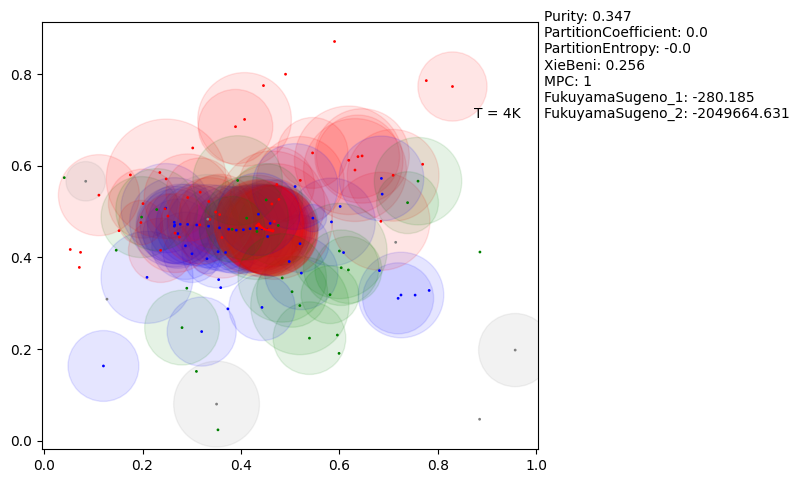 Purity: 0.347
PartitionCoefficient: 0.0
PartitionEntropy: -0.0
XieBeni: 0.256
MPC: 1
FukuyamaSugeno_1: -280.185
FukuyamaSugeno_2: -2049664.631
T = 4K
0.8
0.6
0.4
0.2
0.0
0.0 0.2 0.4 0.6 0.8 1.0